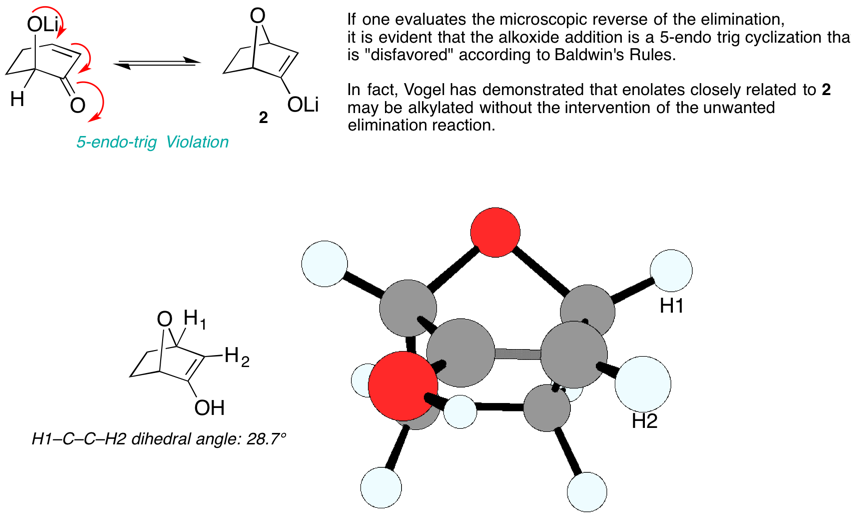 OLi
H
O
O
OLi
2
5-endo-trig Violation
If one evaluates the microscopic reverse of the elimination,
it is evident that the alkoxide addition is a 5-endo trig cyclization tha
is "disfavored" according to Baldwin's Rules.
In fact, Vogel has demonstrated that enolates closely related to 2
may be alkylated without the intervention of the unwanted
elimination reaction.
O
H1
H2
OH
H1–C–C–H2 dihedral angle: 28.7°
H1
H2